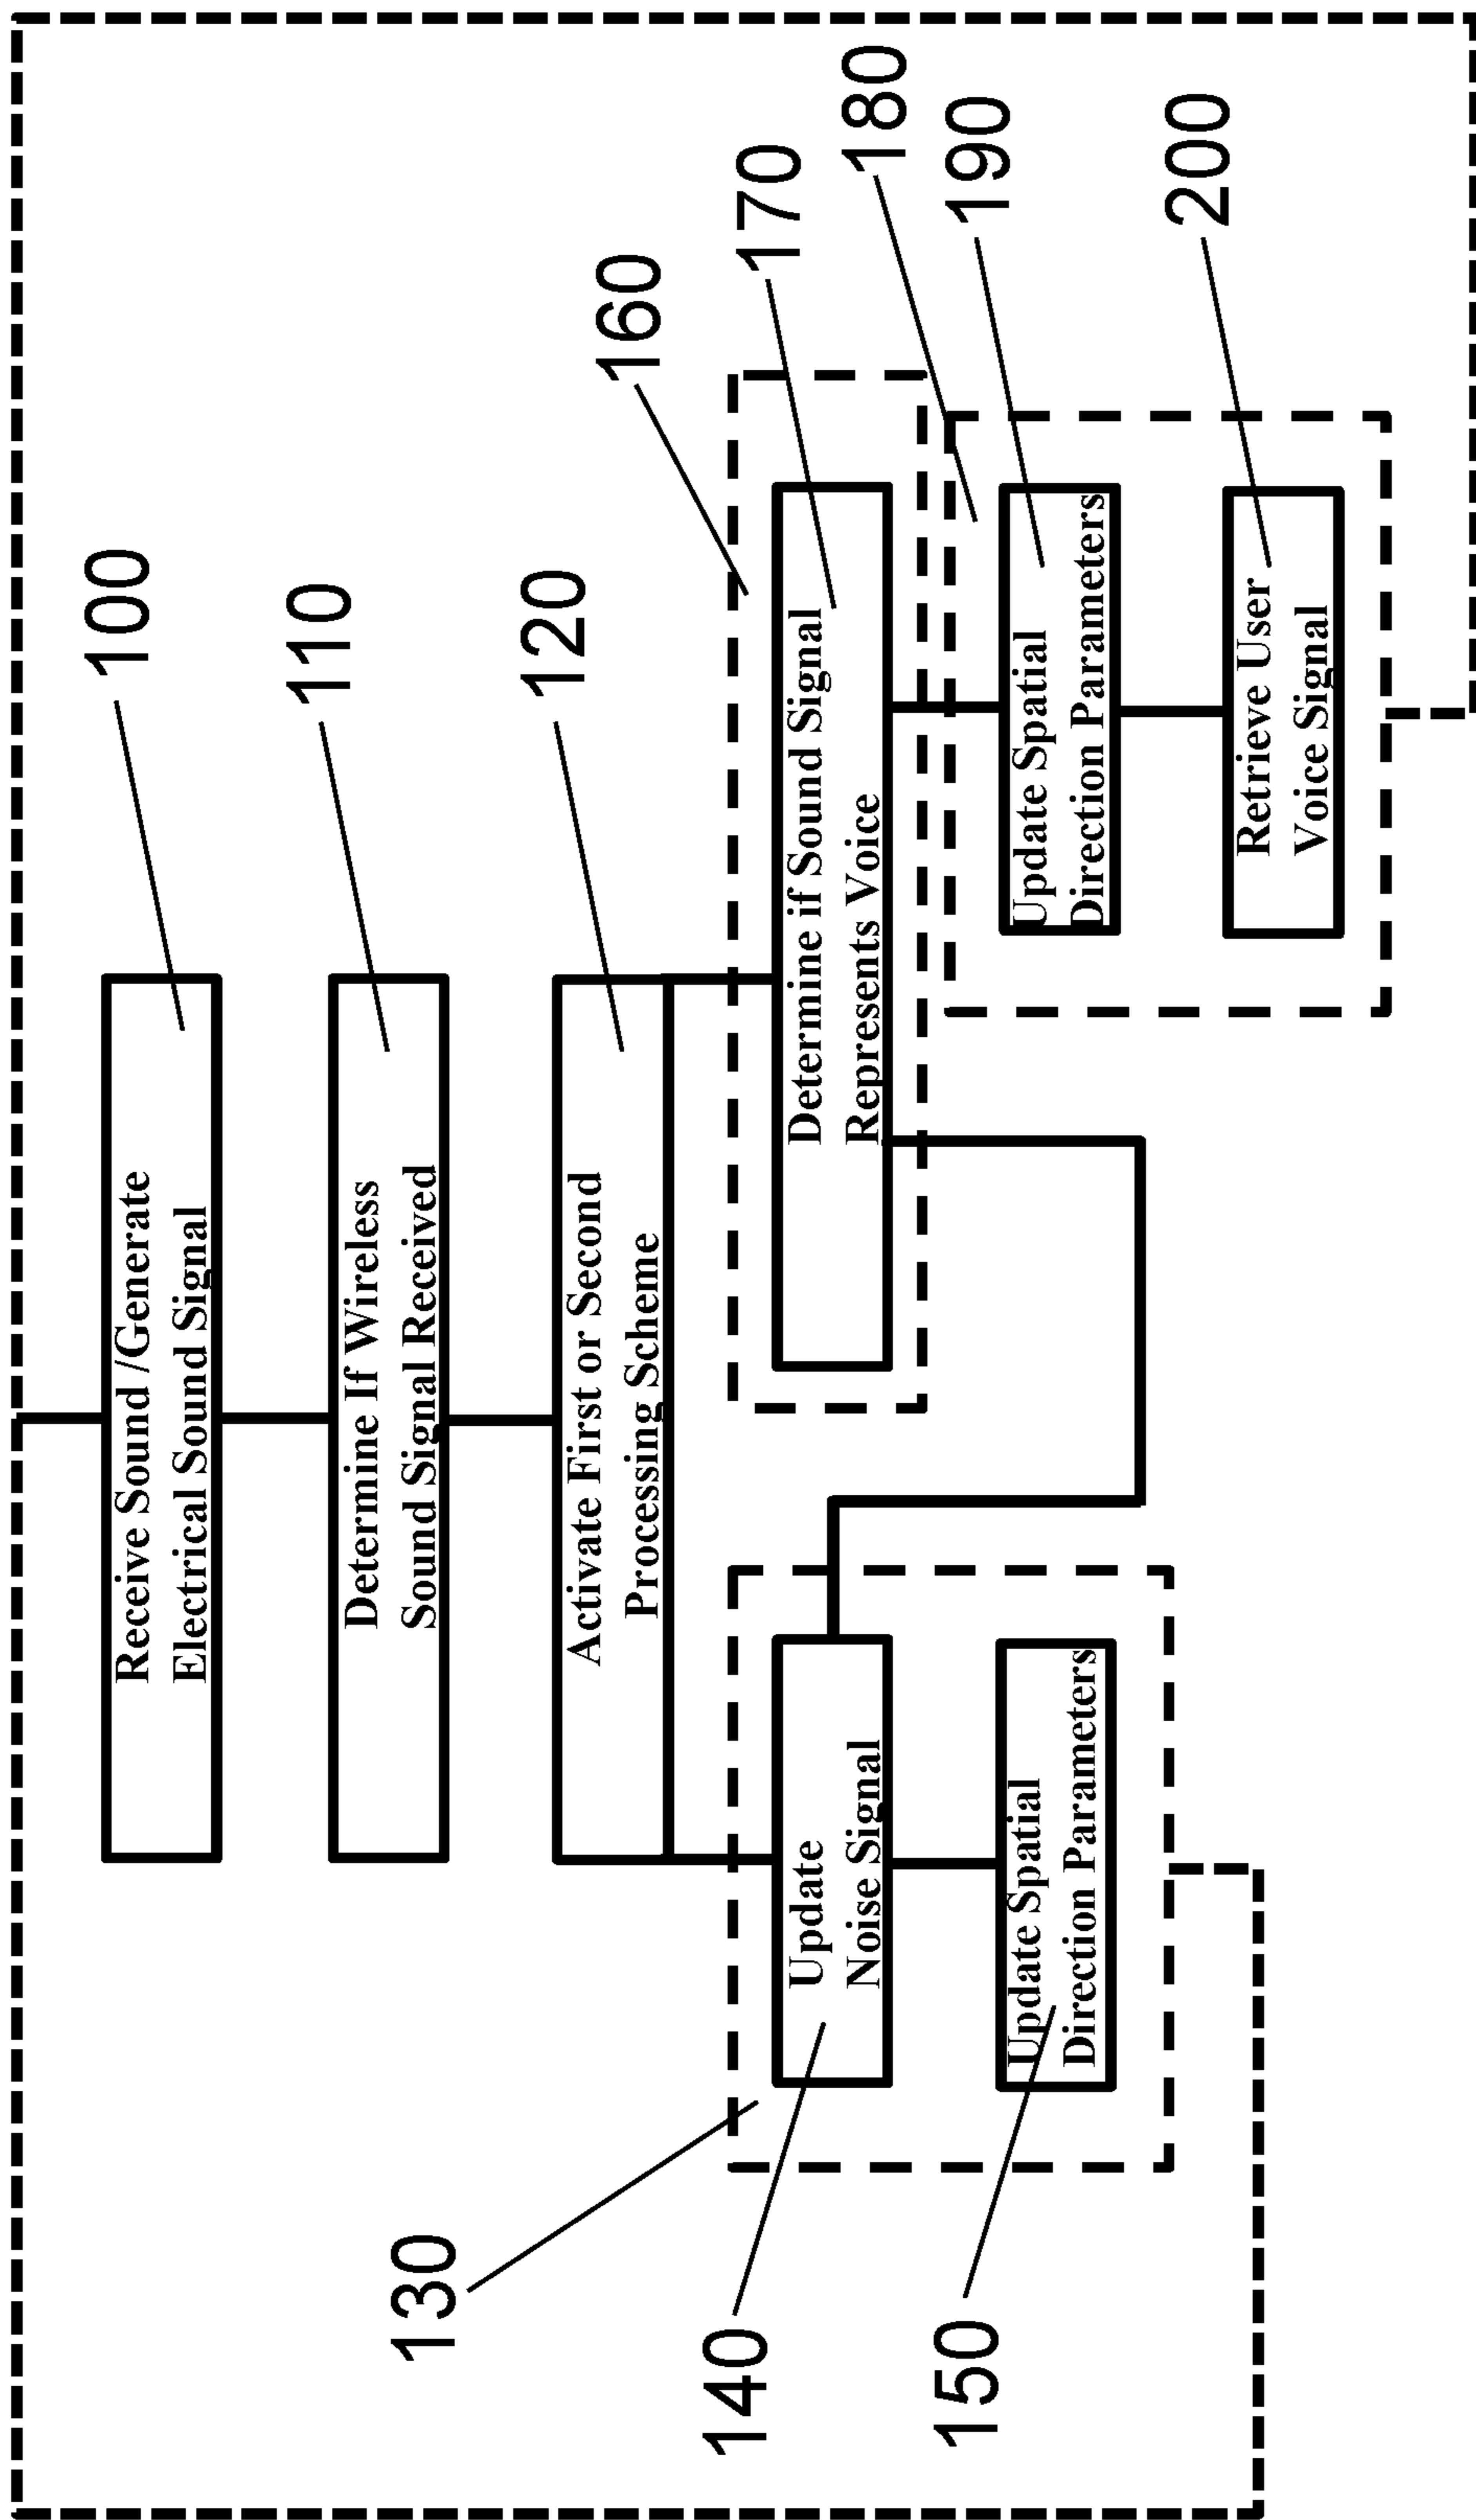 100
Receive Sound /Generate
Electrical Sound Signal
110
Determine If Wireless
Sound Signal Received
120
Activate First or Second
Processing Scheme
130
140
Update
Noise Signal
150
Update Spatial
Direction Parameters
160
170
Determine if Sound Signal
Represents Voice
180
190
Update Spatial
Direction Parameters
200
Retrieve User
Voice Signal